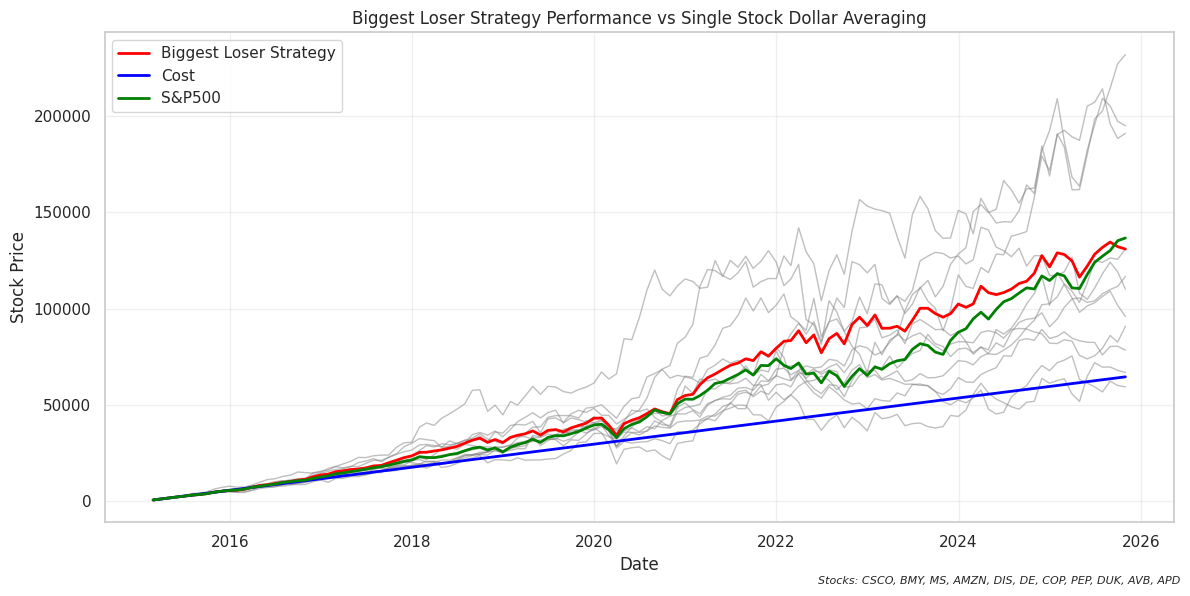 Biggest Loser Strategy Performance vs Single Stock Dollar Averaging
Biggest Loser Strategy
Cost
S&P500
Stock Price
200000
150000
100000
50000
0
2016
2018
2020
2022
2024
2026
Date
Stocks: CSCO, BMY, MS, AMZN, DIS, DE, COP, PEP, DUK, AVB, APD